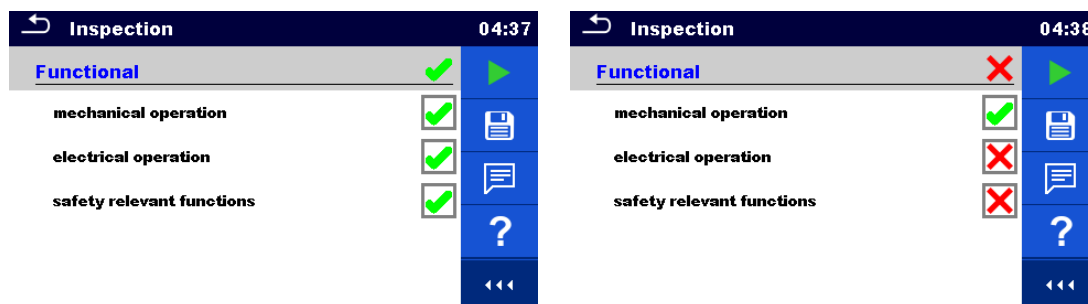 Inspection 04:37
Functional
mechanical operation
electrical operation
safety relevant functions
?
Inspection 04:38
Functional
mechanical operation
electrical operation
safety relevant functions
?